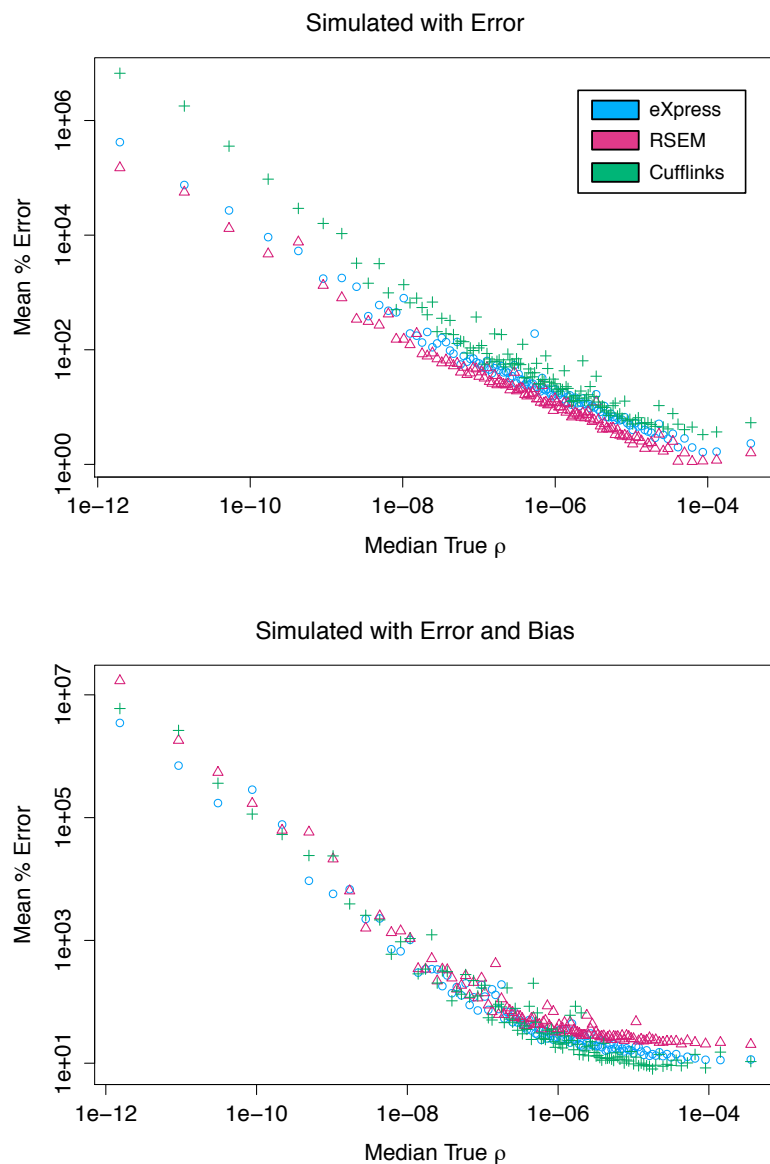 Simulated with Error
Mean % Error
1e+06
1e+04
1e+02
1e+00
eXpress
RSEM
Cufflinks
1e−12
1e−10
1e−08
1e−06
1e−04
Median True ρ
Simulated with Error and Bias
Mean % Error
1e+07
1e+05
1e+03
1e+01
1e−12
1e−10
1e−08
1e−06
1e−04
Median True ρ